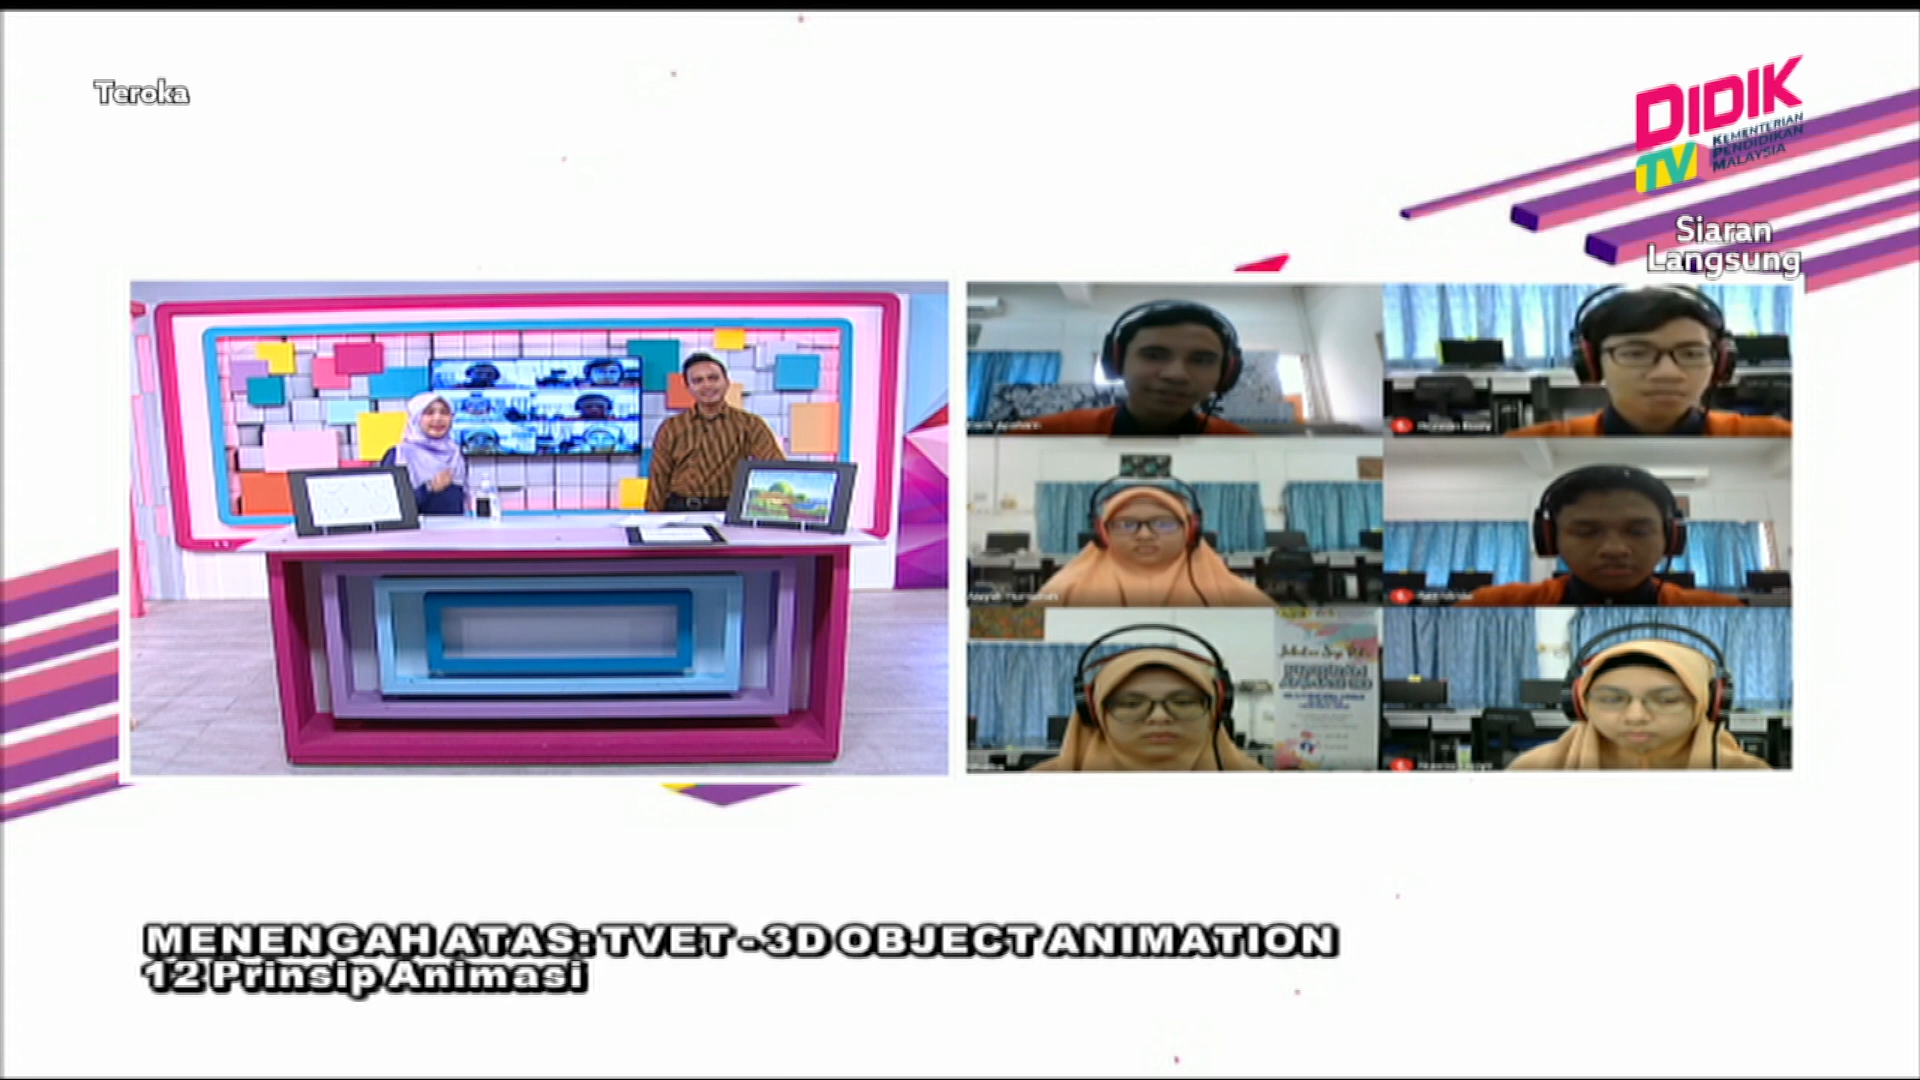 Teroka
DIDIK
TV
KEMENTERIAN
PENDIDIKAN
MALAYSIA
Siaran
Langsung
MENENGAH ATAS: TVET - 3D OBJECT ANIMATION
12 Prinsip Animasi